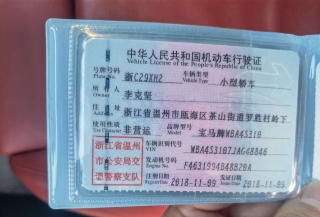 中华人民共和国机动车行驶证
Vehicle License of the People's Republic of China
号牌号码 浙C29XH2 车辆类型 小型轿车
Plate No. Vehicle Type
所有人 李克坚
Owner
住址 浙江省温州市瓯海区茶山街道罗胜村岭下
Address
使用性质 非营运 品牌型号 宝马牌WBA4S310
Use Character Model
浙江省温州 车辆识别代号
VIN
市公安局交 发动机号码
Engine No.
通警察支队 注册日期 2018-11-09 发证日期 2018-11-09